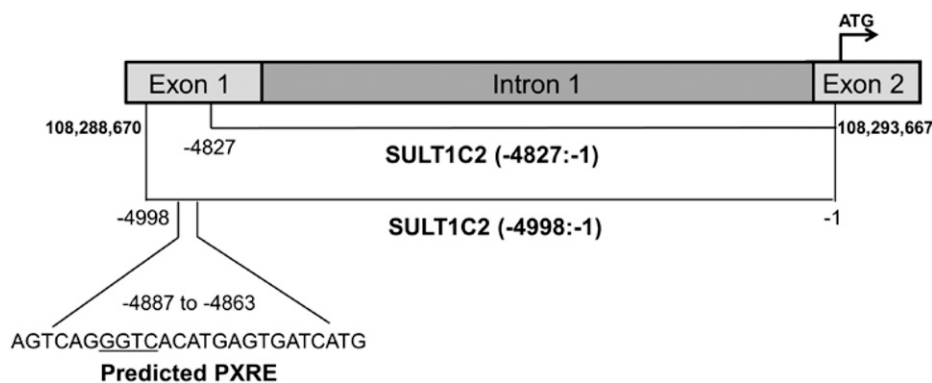 ATG
Exon 1 Intron 1 Exon 2
108,288,670 108,293,667
-4827
SULT1C2 (-4827:-1)
-4998 -1
SULT1C2 (-4998:-1)
-4887 to -4863
AGTCAGGGTCACATGAGTGATCATG
Predicted PXRE